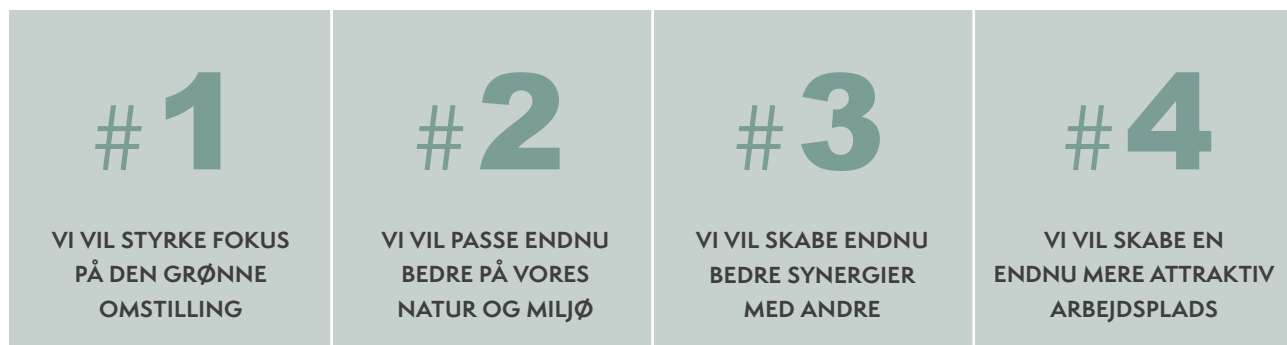 #1
VI VIL STYRKE FOKUS
PÅ DEN GRØNNE
OMSTILLING
#2
VI VIL PASSE ENDNU
BEDRE PÅ VORES
NATUR OG MILJØ
#3
VI VIL SKABE ENDNU
BEDRE SYNERGIER
MED ANDRE
#4
VI VIL SKABE EN
ENDNU MERE ATTRAKTIV
ARBEJDSPLADS